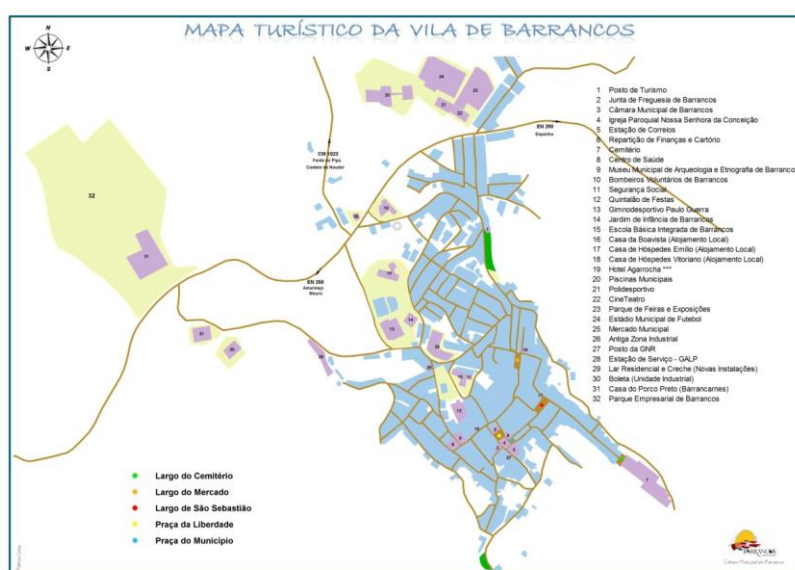 MAPA TURÍSTICO DA VILA DE BARRANCOS
N
W
E
S
1 Posto de Turismo
2 Junta de Freguesia de Barrancos
3 Câmara Municipal de Barrancos
4 Igreja Paroquial Nossa Senhora da Conceição
5 Estação de Correios
6 Repartição de Finanças e Cartório
7 Cemitério
8 Centro de Saúde
9 Museu Municipal de Arqueologia e Etnografia de Barranco
10 Bombeiros Voluntários de Barrancos
11 Segurança Social
12 Quintalão de Festas
13 Gimnodesportivo Paulo Guerra
14 Jardim de Infância de Barrancos
15 Escola Básica Integrada de Barrancos
16 Casa da Boavista (Alojamento Local)
17 Casa de Hóspedes Emílio (Alojamento Local)
18 Casa de Hóspedes Vitoriano (Alojamento Local)
19 Hotel Agarrocha ***
20 Piscinas Municipais
21 Polidesportivo
22 CineTeatro
23 Parque de Feiras e Exposições
24 Estádio Municipal de Futebol
25 Mercado Municipal
26 Antiga Zona Industrial
27 Posto da GNR
28 Estação de Serviço - GALP
29 Lar Residencial e Creche (Novas Instalações)
30 Boleta (Unidade Industrial)
31 Casa do Porco Preto (Barrancarnes)
32 Parque Empresarial de Barrancos
EN 258
Espanha
CM 1023
Fonte da Pipa
Castelo de Noudar
32
EN 258
Amareleja
Moura
Largo do Cemitério
Largo do Mercado
Largo de São Sebastião
Praça da Liberdade
Praça do Município
BARRANCOS
Câmara Municipal de Barrancos